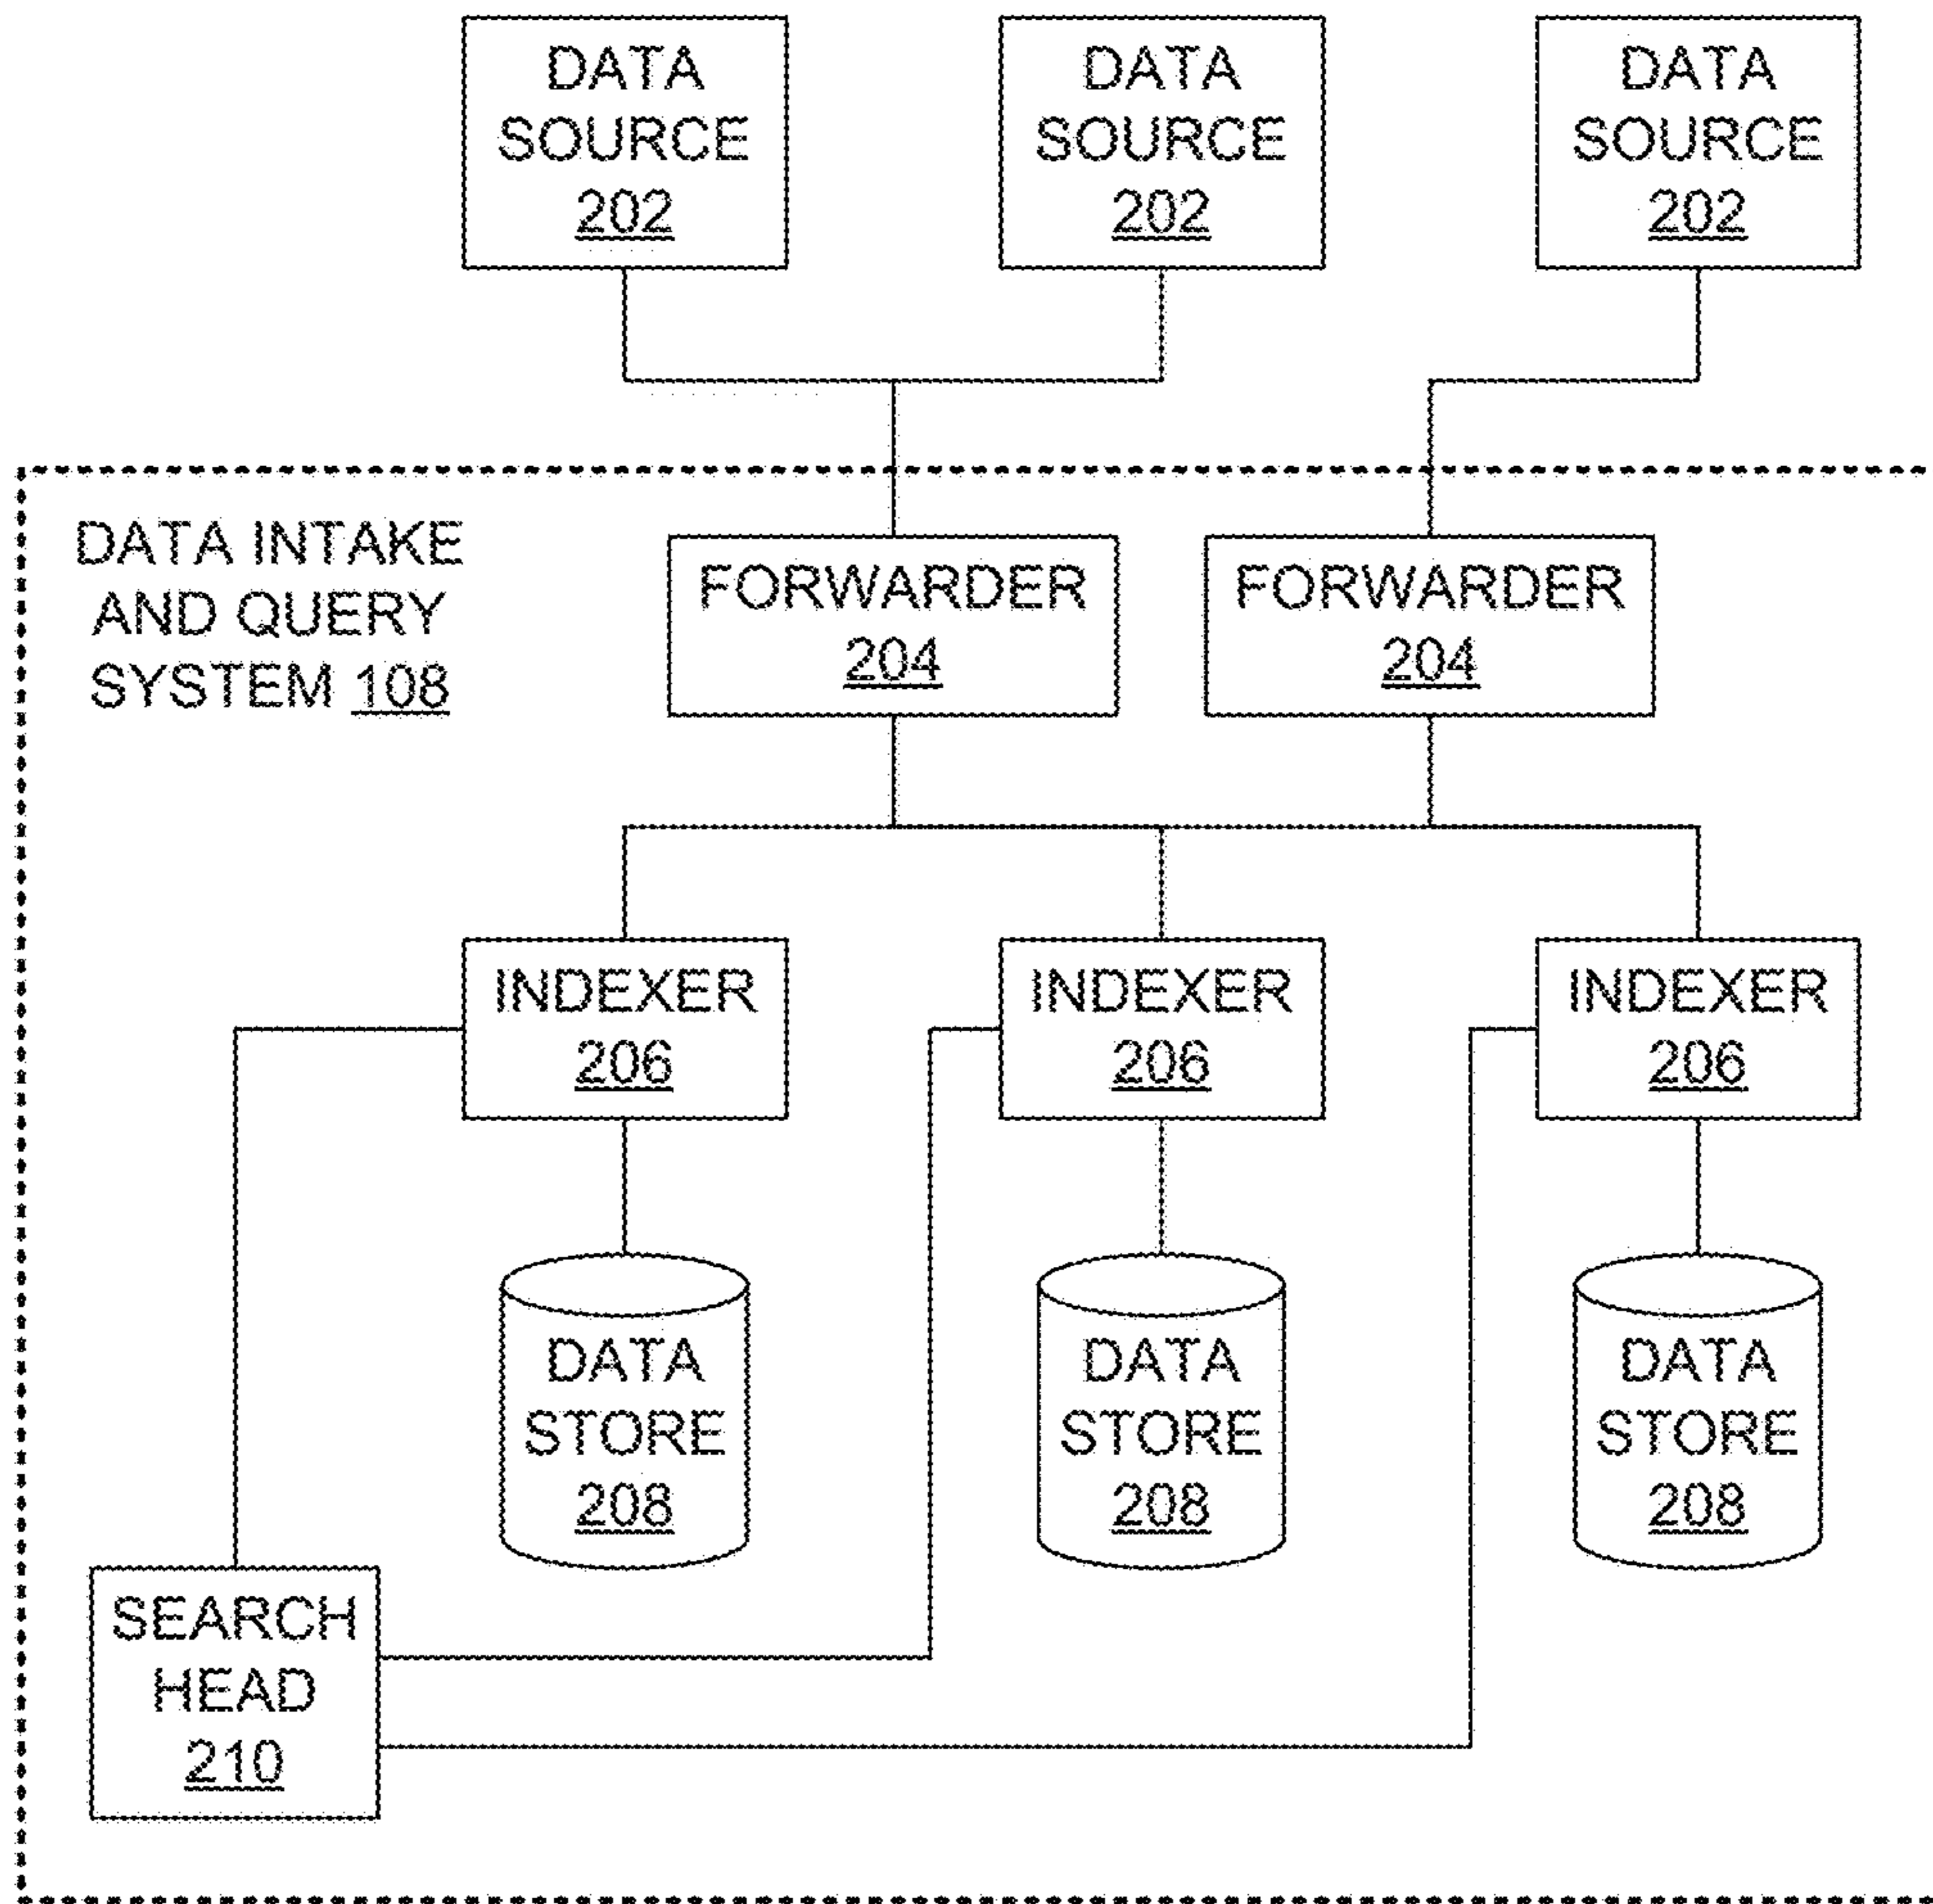 DATA
SOURCE
202
DATA
SOURCE
202
DATA
SOURCE
202
DATA INTAKE
AND QUERY
SYSTEM 108
FORWARDER
204
FORWARDER
204
INDEXER
206
INDEXER
206
INDEXER
206
DATA
STORE
208
DATA
STORE
208
DATA
STORE
208
SEARCH
HEAD
210